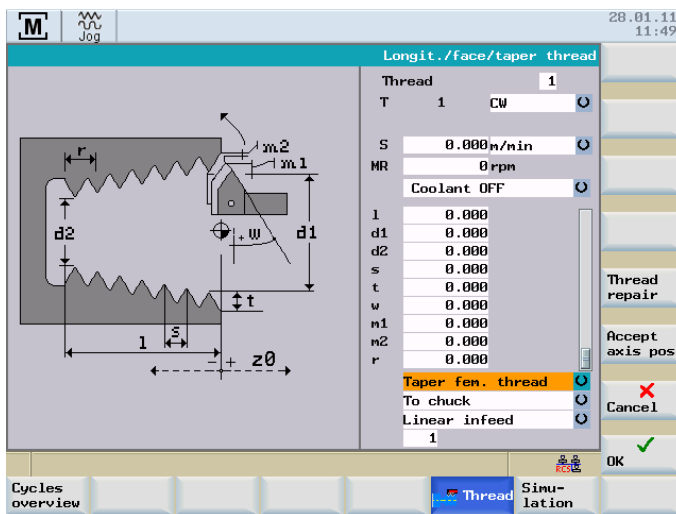 M
Jog
28.01.11
11:49
Longit./face/taper thread
Thread 1
T 1 CW
S 0.000 m/min
MR 0 rpm
Coolant OFF
l 0.000
d1 0.000
d2 0.000
s 0.000
t 0.000
w 0.000
m1 0.000
m2 0.000
r 0.000
Taper fem. thread
To chuck
Linear infeed
1
r
m2
m1
d2
+ w
d1
t
s
l
- + z0
Thread
repair
Accept
axis pos
Cancel
OK
RCS
Cycles
overview
Thread
Simu-
lation